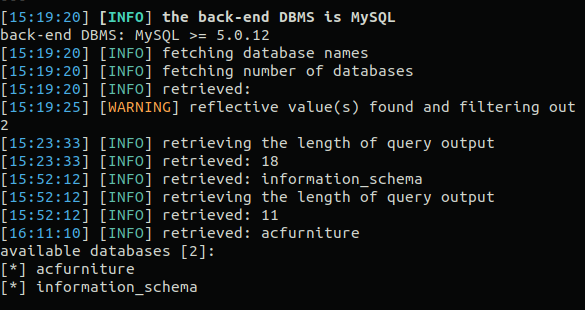 [15:19:20] [INFO] the back-end DBMS is MySQL
back-end DBMS: MySQL >= 5.0.12
[15:19:20] [INFO] fetching database names
[15:19:20] [INFO] fetching number of databases
[15:19:20] [INFO] retrieved:
[15:19:25] [WARNING] reflective value(s) found and filtering out
2
[15:23:33] [INFO] retrieving the length of query output
[15:23:33] [INFO] retrieved: 18
[15:52:12] [INFO] retrieved: information_schema
[15:52:12] [INFO] retrieving the length of query output
[15:52:12] [INFO] retrieved: 11
[16:11:10] [INFO] retrieved: acfurniture
available databases [2]:
[*] acfurniture
[*] information_schema